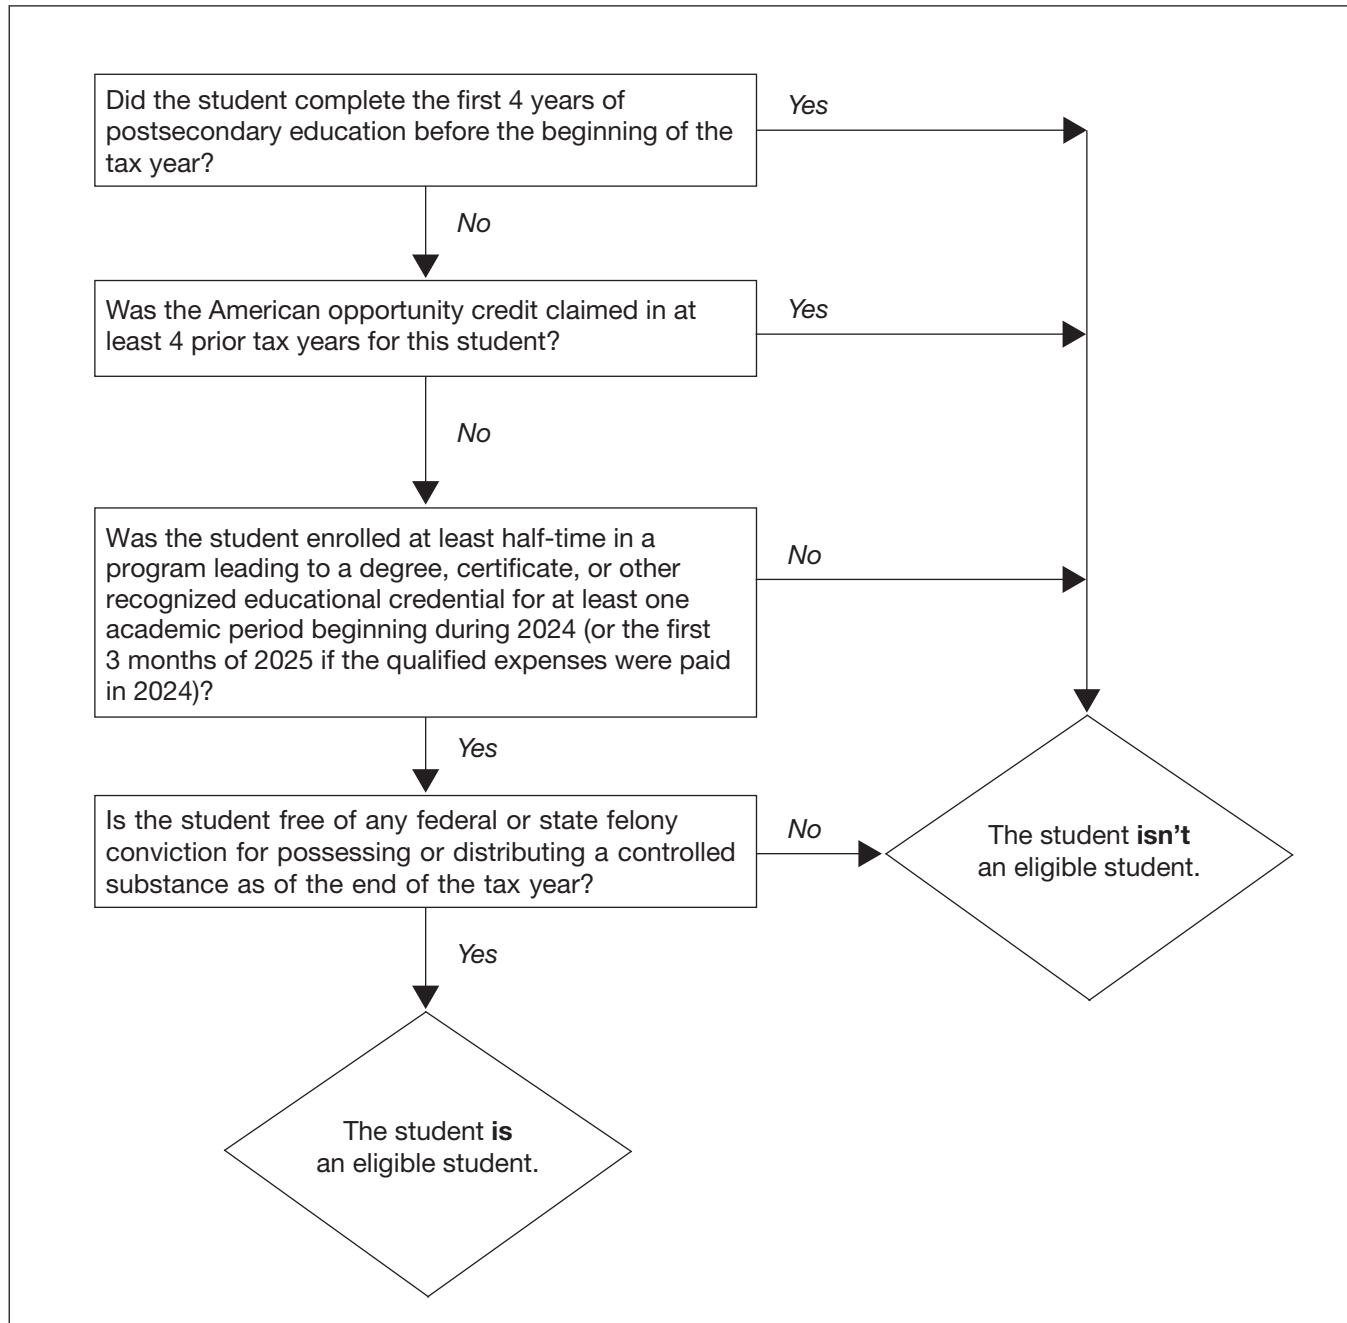 Did the student complete the first 4 years of
postsecondary education before the beginning of the
tax year?
Yes
No
Was the American opportunity credit claimed in at
least 4 prior tax years for this student?
Yes
No
Was the student enrolled at least half-time in a
program leading to a degree, certificate, or other
recognized educational credential for at least one
academic period beginning during 2024 (or the first
3 months of 2025 if the qualified expenses were paid
in 2024)?
No
Yes
Is the student free of any federal or state felony
conviction for possessing or distributing a controlled
substance as of the end of the tax year?
No
The student isn't
an eligible student.
Yes
The student is
an eligible student.